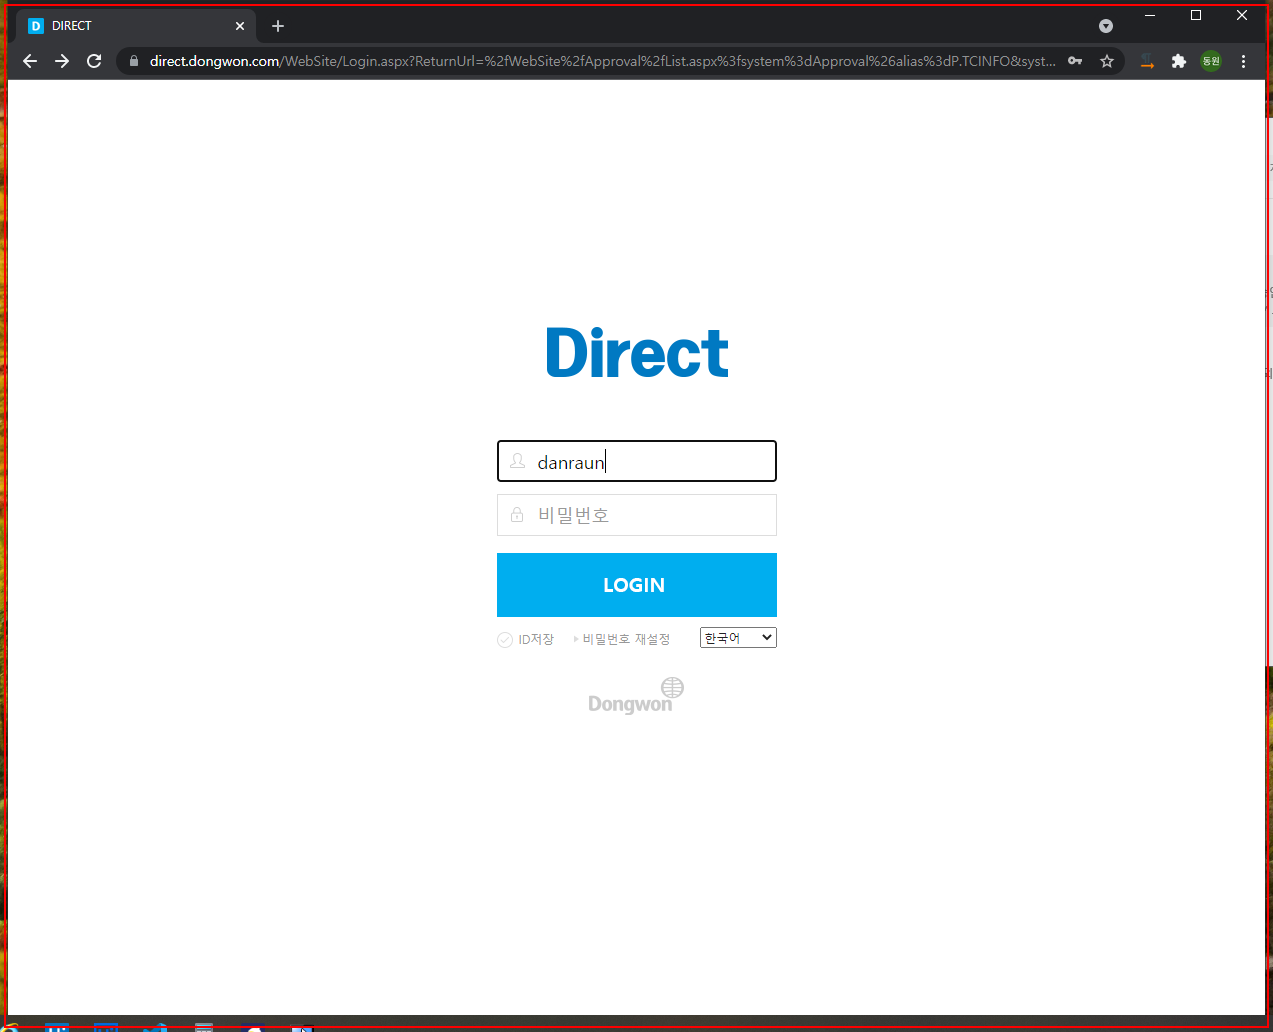 D DIRECT
direct.dongwon.com/WebSite/Login.aspx?ReturnUrl=%2fWebSite%2fApproval%2fList.aspx%3fsystem%3dApproval%26alias%3dP.TCINFO&syst...
동원
Direct
danraun
비밀번호
LOGIN
ID저장 비밀번호 재설정 한국어
Dongwon